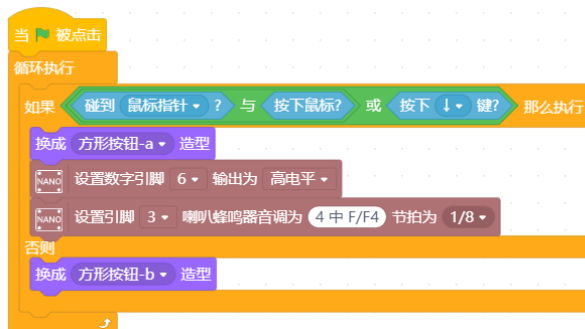 当 被点击
循环执行
如果 碰到 鼠标指针 ? 与 按下鼠标? 或 按下 ↓ 键? 那么执行
换成 方形按钮-a 造型
NANO 设置数字引脚 6 输出为 高电平
NANO 设置引脚 3 喇叭蜂鸣器音调为 4 中 F/F4 节拍为 1/8
否则
换成 方形按钮-b 造型